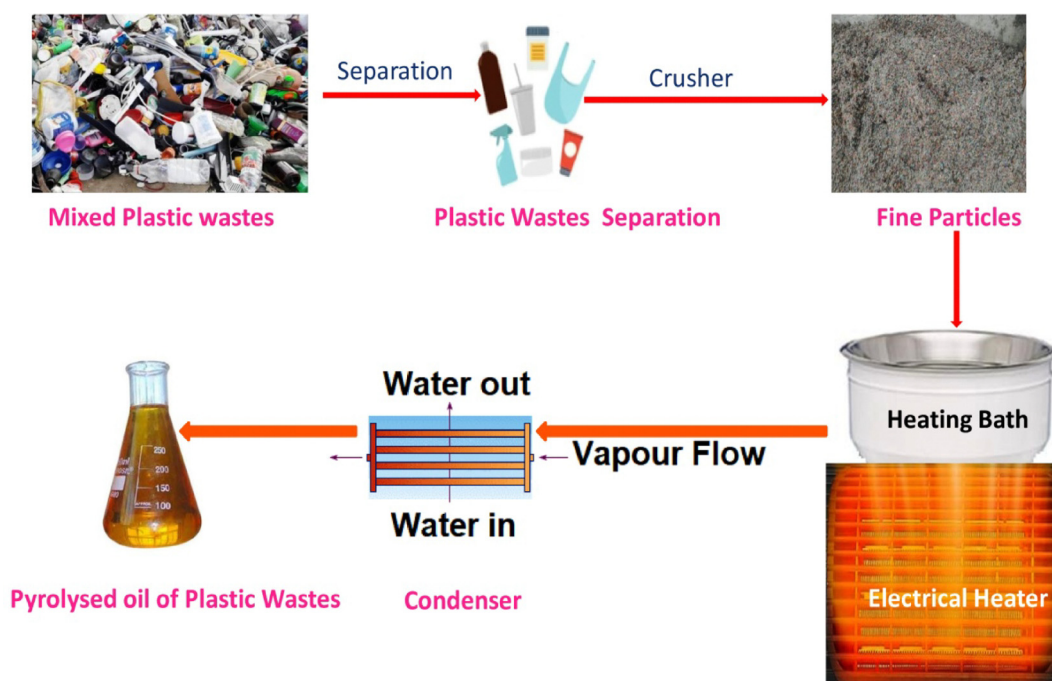 Separation
Crusher
Mixed Plastic wastes
Plastic Wastes Separation
Fine Particles
Water out
Heating Bath
Vapour Flow
250
200
150
100
Water in
Pyrolysed oil of Plastic Wastes
Condenser
Electrical Heater